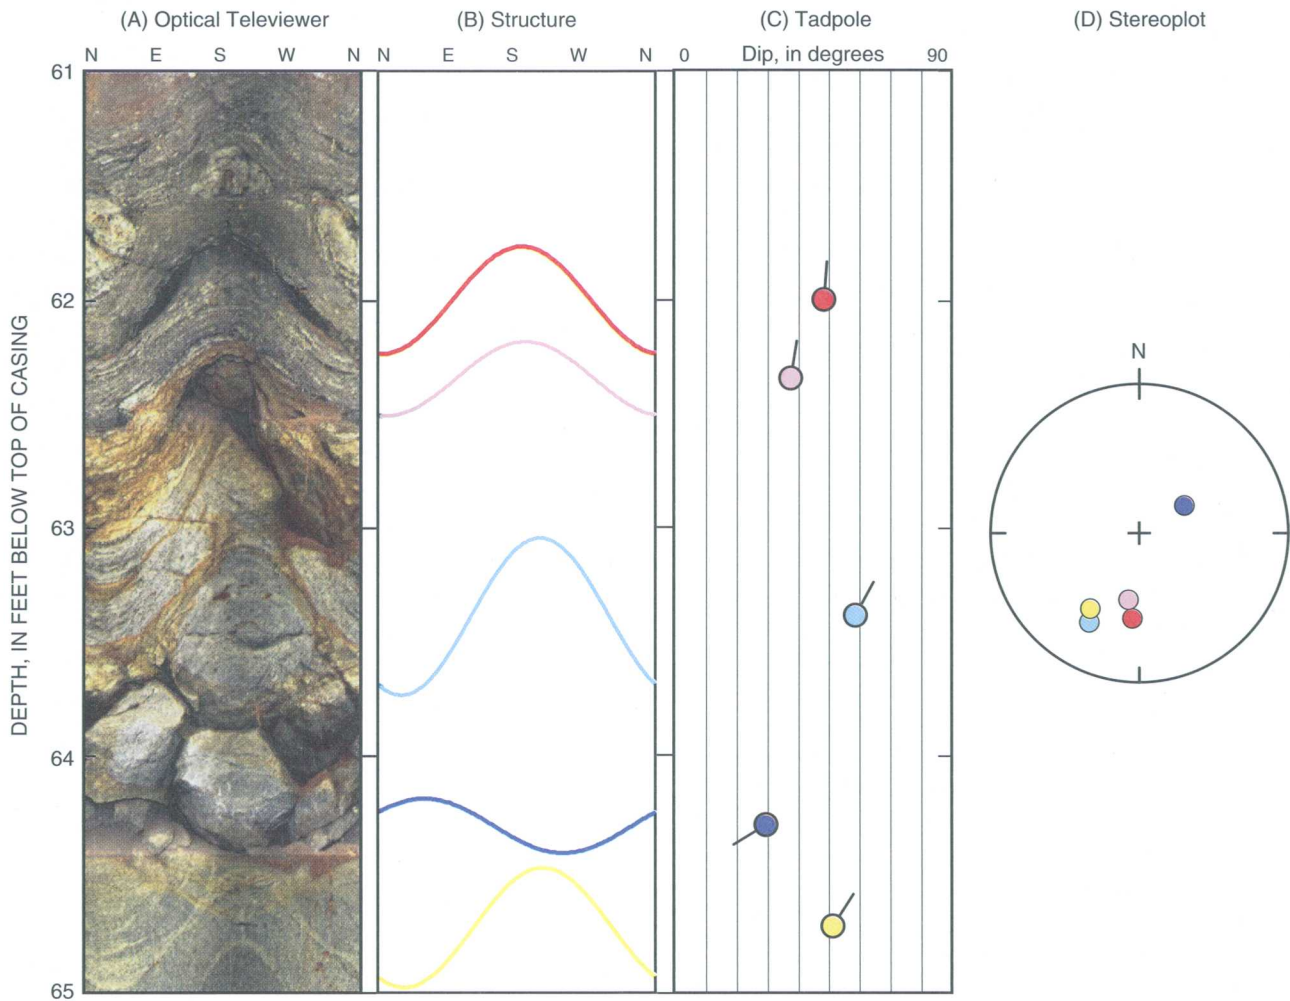 (A) Optical Televiewer (B) Structure (C) Tadpole (D) Stereoplot
N E S W N N E S W N 0 Dip, in degrees 90
61
62
63
64
65
DEPTH, IN FEET BELOW TOP OF CASING
N